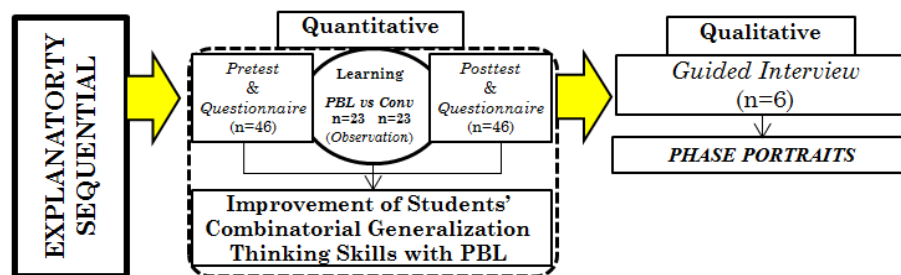 EXPLANATORTY
SEQUENTIAL
Quantitative
Pretest
&
Questionnaire
(n=46)
Learning
PBL vs Conv
n=23 n=23
(Observation)
Posttest
&
Questionnaire
(n=46)
Improvement of Students’
Combinatorial Generalization
Thinking Skills with PBL
Qualitative
Guided Interview
(n=6)
PHASE PORTRAITS